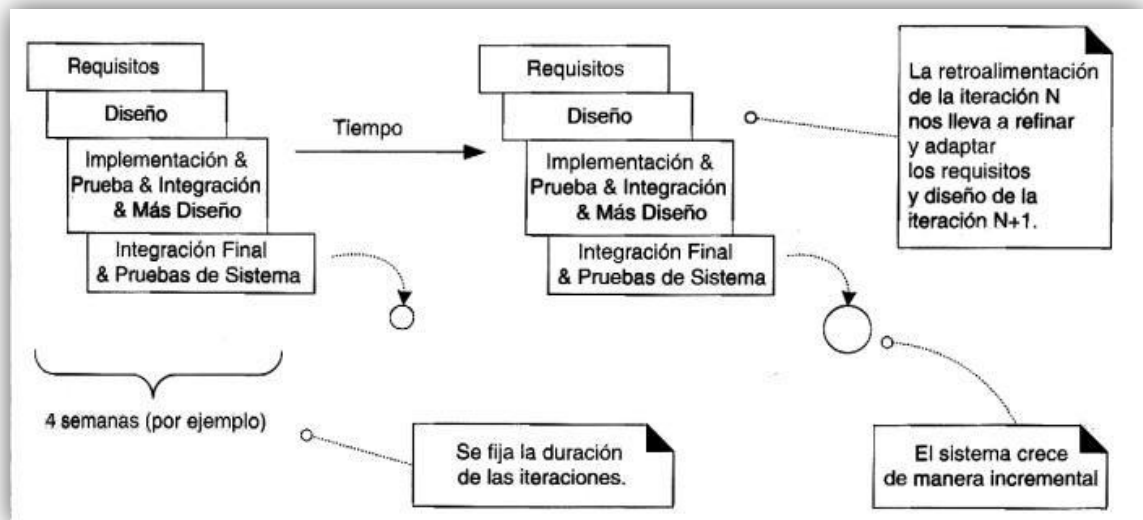 Requisitos
Diseño
Implementación &
Prueba & Integración
& Más Diseño
Integración Final
& Pruebas de Sistema
Tiempo
Requisitos
Diseño
Implementación &
Prueba & Integración
& Más Diseño
Integración Final
& Pruebas de Sistema
La retroalimentación
de la iteración N
nos lleva a refinar
y adaptar
los requisitos
y diseño de la
iteración N+1.
4 semanas (por ejemplo)
Se fija la duración
de las iteraciones.
El sistema crece
de manera incremental